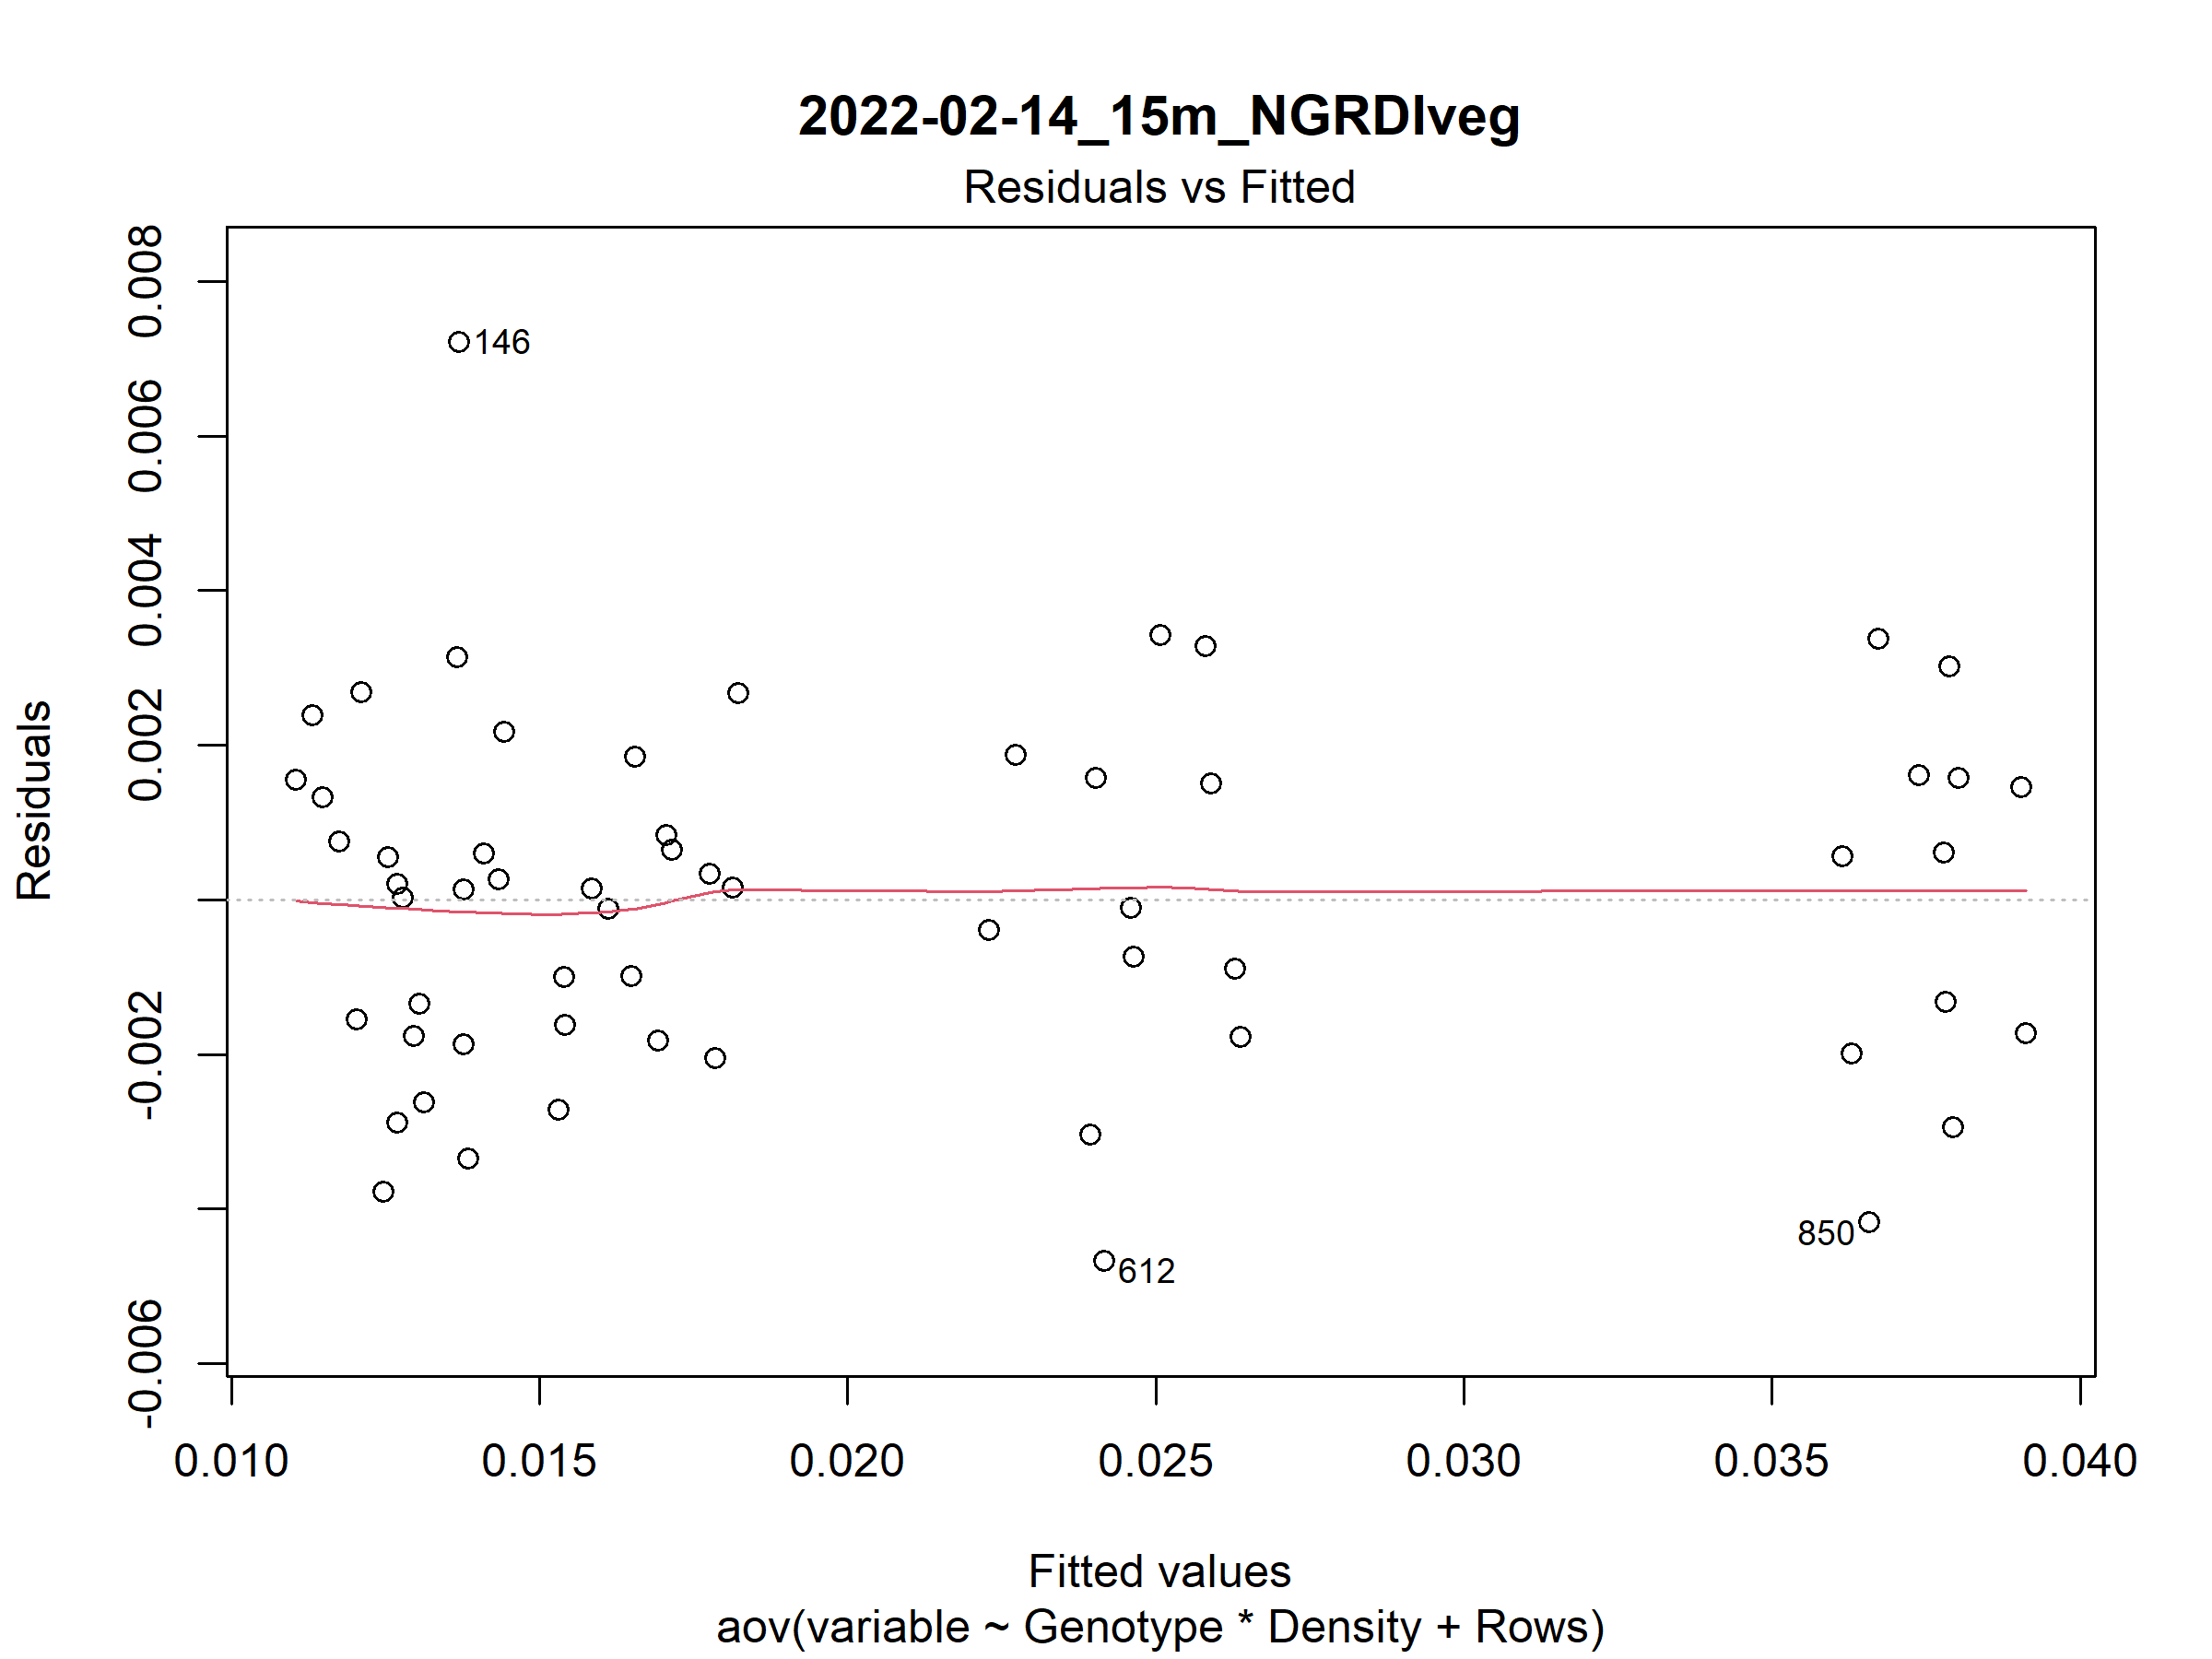 2022-02-14_15m_NGRDIveg
Residuals vs Fitted
Residuals
0.008
0.006
0.004
0.002
-0.002
-0.006
146
612
850
0.010 0.015 0.020 0.025 0.030 0.035 0.040
Fitted values
aov(variable ~ Genotype * Density + Rows)